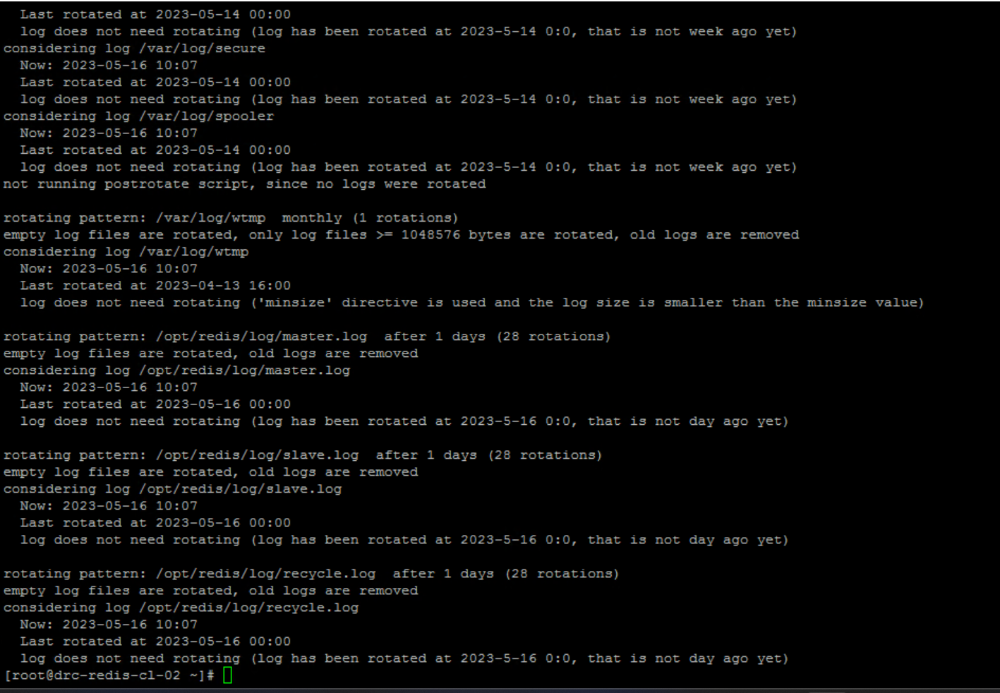 Last rotated at 2023-05-14 00:00
log does not need rotating (log has been rotated at 2023-5-14 0:0, that is not week ago yet)
considering log /var/log/secure
Now: 2023-05-16 10:07
Last rotated at 2023-05-14 00:00
log does not need rotating (log has been rotated at 2023-5-14 0:0, that is not week ago yet)
considering log /var/log/spooler
Now: 2023-05-16 10:07
Last rotated at 2023-05-14 00:00
log does not need rotating (log has been rotated at 2023-5-14 0:0, that is not week ago yet)
not running postrotate script, since no logs were rotated

rotating pattern: /var/log/wtmp  monthly (1 rotations)
empty log files are rotated, only log files >= 1048576 bytes are rotated, old logs are removed
considering log /var/log/wtmp
Now: 2023-05-16 10:07
Last rotated at 2023-04-13 16:00
log does not need rotating ('minsize' directive is used and the log size is smaller than the minsize value)

rotating pattern: /opt/redis/log/master.log  after 1 days (28 rotations)
empty log files are rotated, old logs are removed
considering log /opt/redis/log/master.log
Now: 2023-05-16 10:07
Last rotated at 2023-05-16 00:00
log does not need rotating (log has been rotated at 2023-5-16 0:0, that is not day ago yet)

rotating pattern: /opt/redis/log/slave.log  after 1 days (28 rotations)
empty log files are rotated, old logs are removed
considering log /opt/redis/log/slave.log
Now: 2023-05-16 10:07
Last rotated at 2023-05-16 00:00
log does not need rotating (log has been rotated at 2023-5-16 0:0, that is not day ago yet)

rotating pattern: /opt/redis/log/recycle.log  after 1 days (28 rotations)
empty log files are rotated, old logs are removed
considering log /opt/redis/log/recycle.log
Now: 2023-05-16 10:07
Last rotated at 2023-05-16 00:00
log does not need rotating (log has been rotated at 2023-5-16 0:0, that is not day ago yet)
[root@drc-redis-cl-02 ~]#